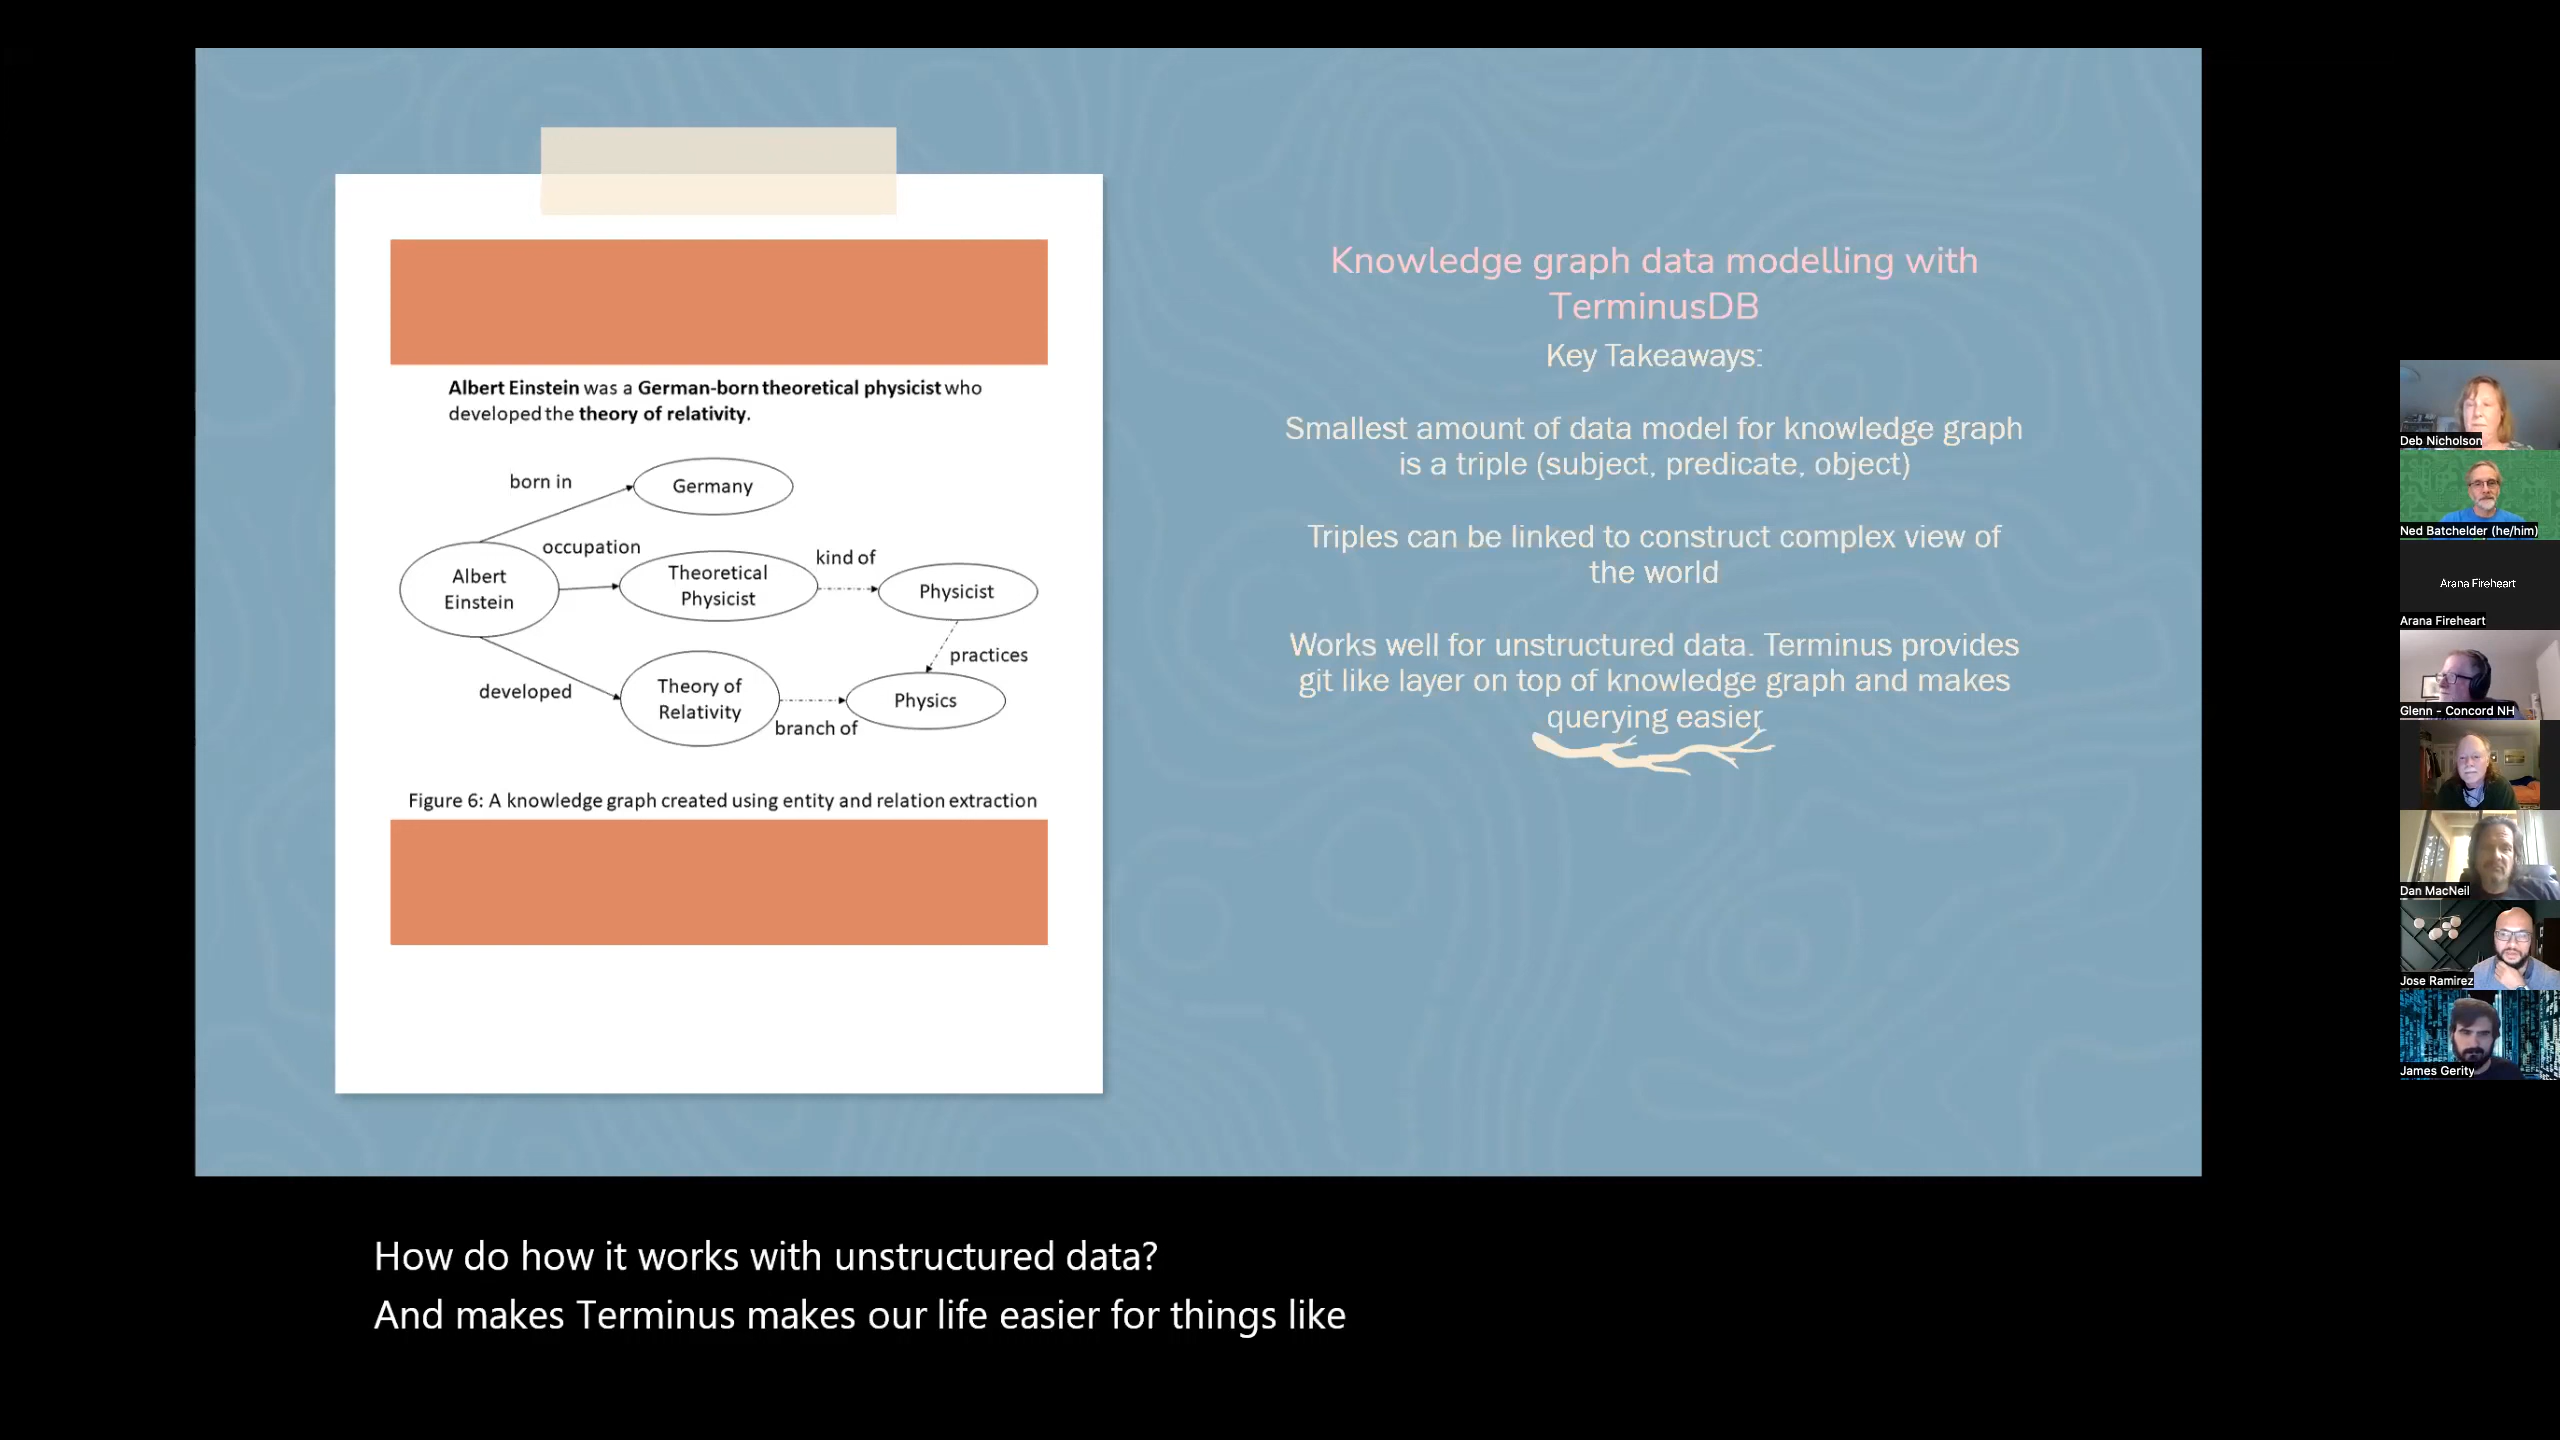 Albert Einstein was a German-born theoretical physicist who
developed the theory of relativity.
born in
Germany
occupation
Albert
Einstein
Theoretical
Physicist
kind of
Physicist
practices
developed
Theory of
Relativity
branch of
Physics
Figure 6: A knowledge graph created using entity and relation extraction
Knowledge graph data modelling with
TerminusDB
Key Takeaways:
Smallest amount of data model for knowledge graph
is a triple (subject, predicate, object)
Triples can be linked to construct complex view of
the world
Works well for unstructured data. Terminus provides
git like layer on top of knowledge graph and makes
querying easier
Deb Nicholson
Ned Batchelder (he/him)
Arana Fireheart
Arana Fireheart
Glenn - Concord NH
Dan MacNeil
Jose Ramirez
James Gerity
How do how it works with unstructured data?
And makes Terminus makes our life easier for things like